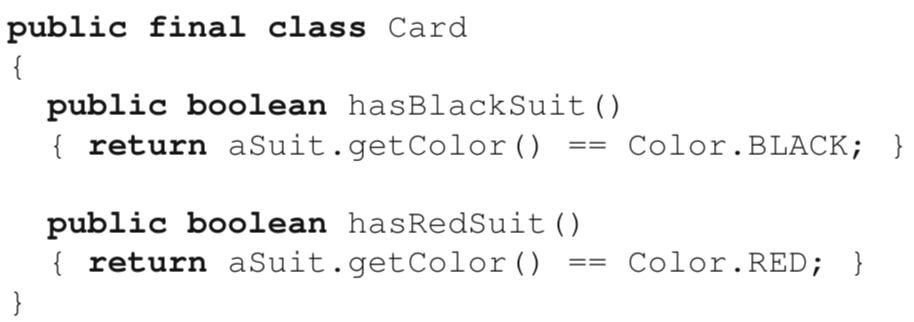 public final class Card
{
  public boolean hasBlackSuit()
  { return aSuit.getColor() == Color.BLACK; }

  public boolean hasRedSuit()
  { return aSuit.getColor() == Color.RED; }
}